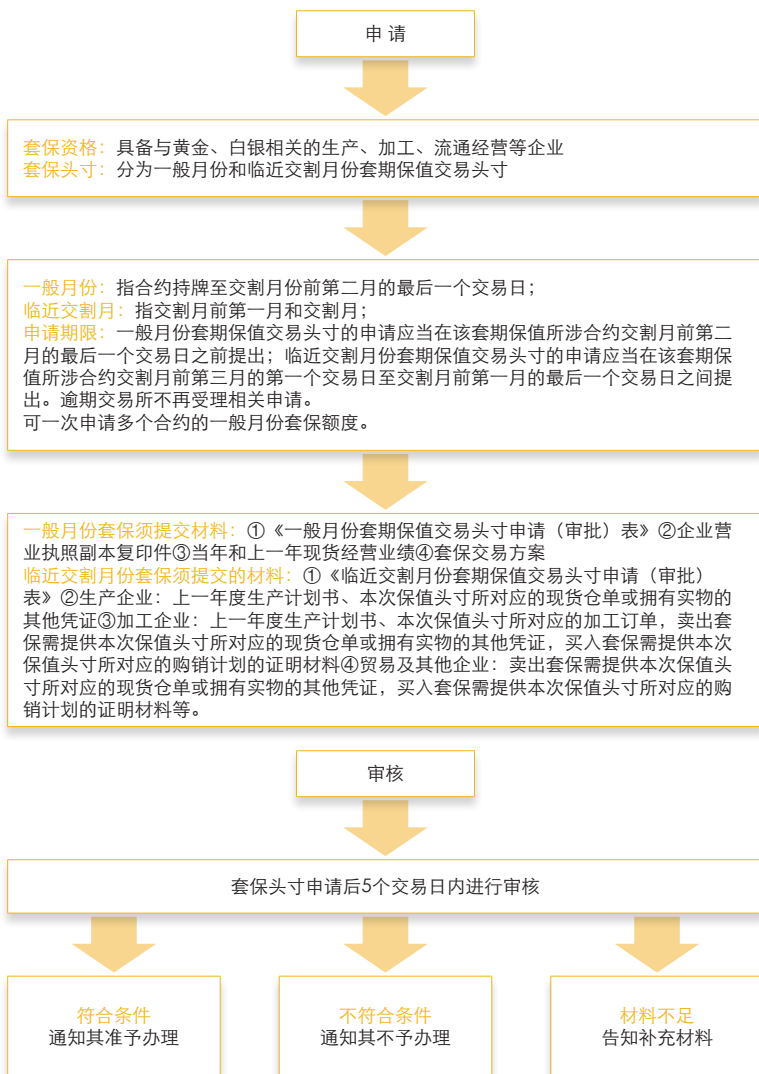 申 请
套保资格：具备与黄金、白银相关的生产、加工、流通经营等企业
套保头寸：分为一般月份和临近交割月份套期保值交易头寸
一般月份：指合约持牌至交割月份前第二月的最后一个交易日；
临近交割月：指交割月前第一月和交割月；
申请期限：一般月份套期保值交易头寸的申请应当在该套期保值所涉合约交割月前第二
月的最后一个交易日之前提出；临近交割月份套期保值交易头寸的申请应当在该套期保
值所涉合约交割月前第三月的第一个交易日至交割月前第一月的最后一个交易日之间提
出。逾期交易所不再受理相关申请。
可一次申请多个合约的一般月份套保额度。
一般月份套保须提交材料：①《一般月份套期保值交易头寸申请（审批）表》②企业营
业执照副本复印件③当年和上一年现货经营业绩④套保交易方案
临近交割月份套保须提交的材料：①《临近交割月份套期保值交易头寸申请（审批）
表》②生产企业：上一年度生产计划书、本次保值头寸所对应的现货仓单或拥有实物的
其他凭证③加工企业：上一年度生产计划书、本次保值头寸所对应的加工订单，卖出套
保需提供本次保值头寸所对应的现货仓单或拥有实物的其他凭证，买入套保需提供本次
保值头寸所对应的购销计划的证明材料④贸易及其他企业：卖出套保需提供本次保值头
寸所对应的现货仓单或拥有实物的其他凭证，买入套保需提供本次保值头寸所对应的购
销计划的证明材料等。
审核
套保头寸申请后5个交易日内进行审核
符合条件
通知其准予办理
不符合条件
通知其不予办理
材料不足
告知补充材料